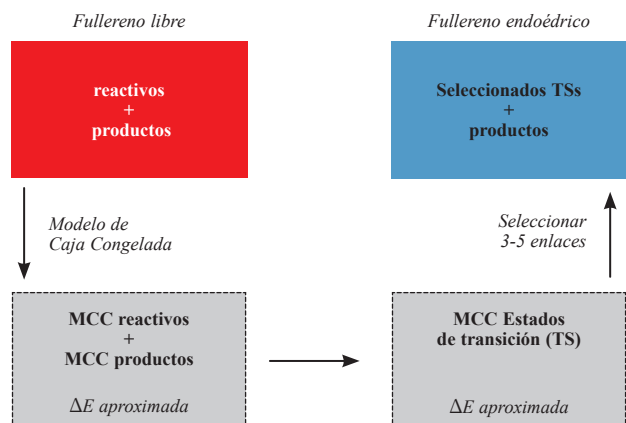 Fullereno libre
reactivos
+
productos
Modelo de
Caja Congelada
MCC reactivos
+
MCC productos
ΔE aproximada
Fullereno endoédrico
Seleccionados TSs
+
productos
Seleccionar
3-5 enlaces
MCC Estados
de transición (TS)
ΔE aproximada